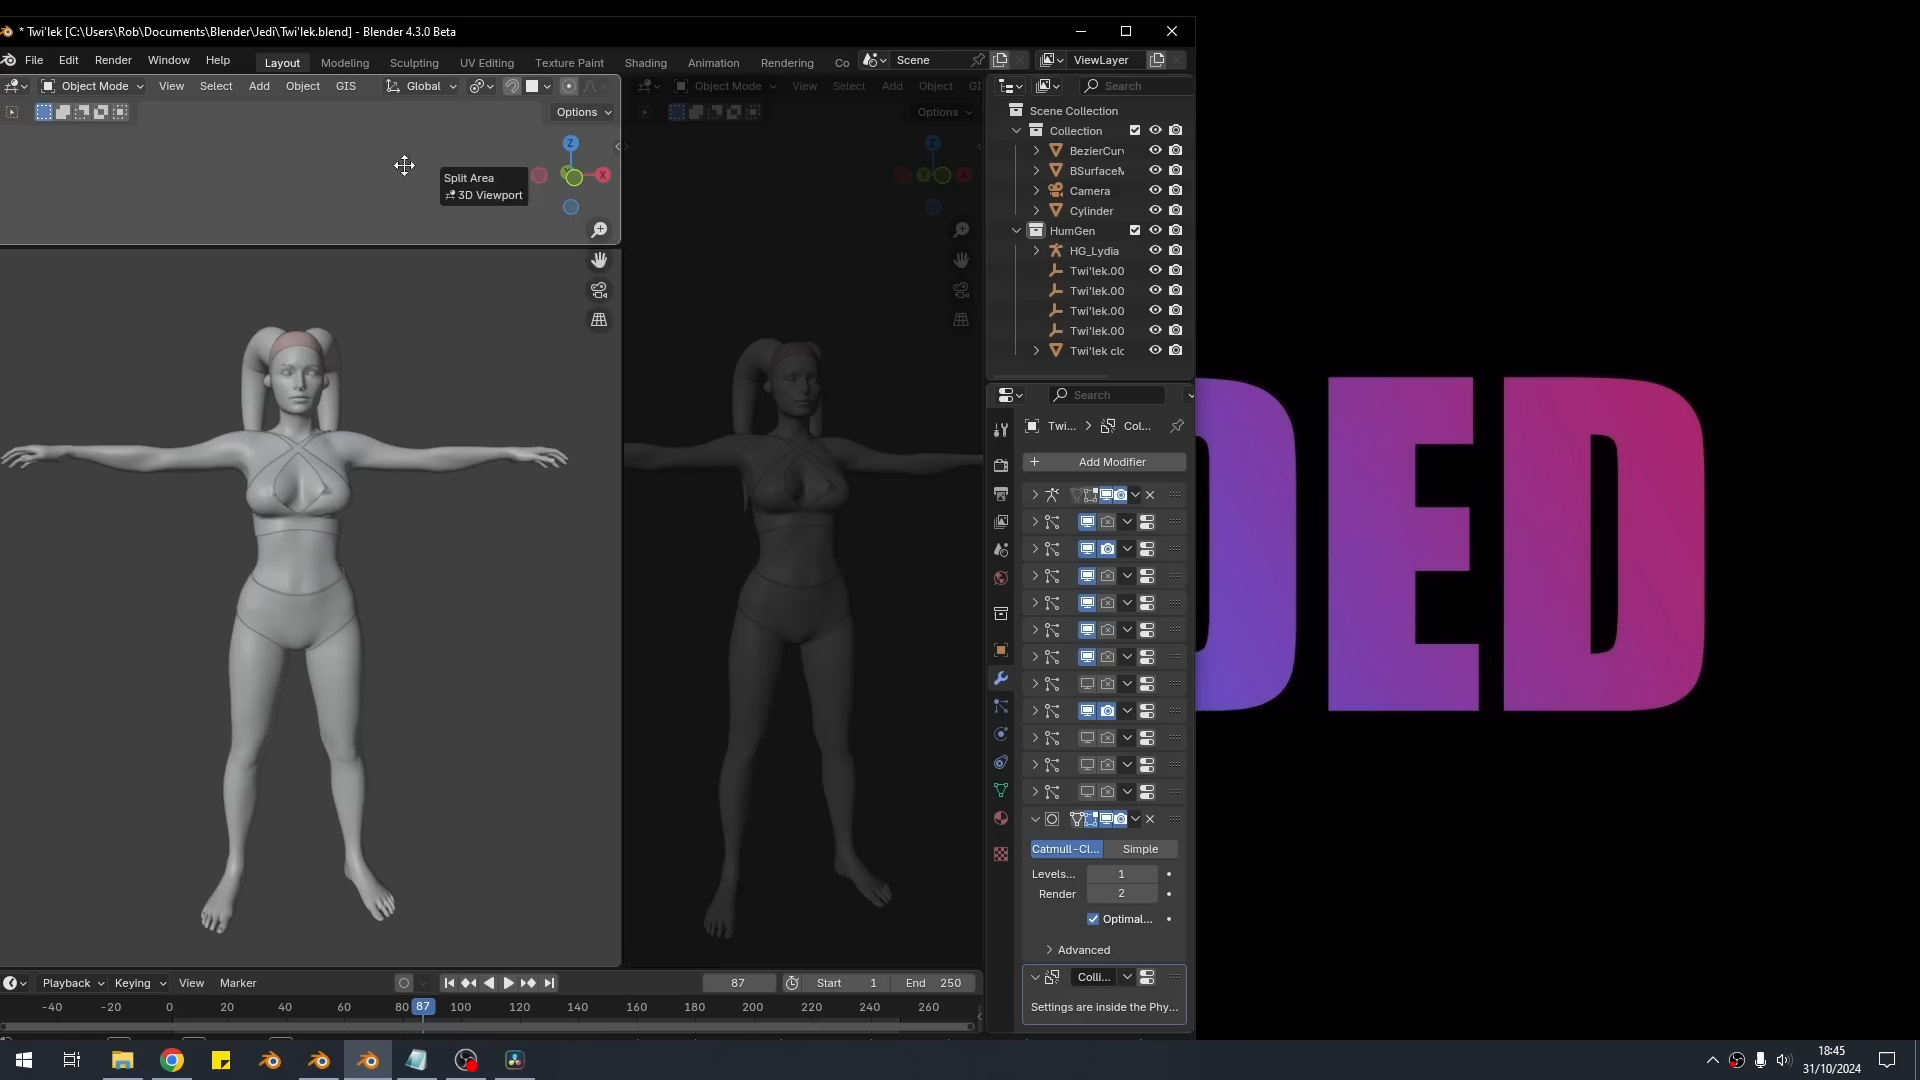 * Twi'lek [C:\Users\Rob\Documents\Blender\Jedi\Twi'lek.blend] - Blender 4.3.0 Beta
File Edit Render Window Help Layout Modeling Sculpting UV Editing Texture Paint Shading Animation Rendering Co Scene ViewLayer
Object Mode View Select Add Object GIS Global
Object Mode View Select Add Object GI
Search
Options
Options
Scene Collection
Collection
BezierCur
BSurfaceM
Camera
Cylinder
HumGen
HG_Lydia
Twi'lek.00
Twi'lek.00
Twi'lek.00
Twi'lek.00
Twi'lek clo
Z
X
Y
Split Area
3D Viewport
Z
Y
X
Search
Twi... > Col...
Add Modifier
Catmull-Cl... Simple
Levels... 1
Render 2
Optimal...
Advanced
Colli...
Settings are inside the Phy...
DED
Playback Keying View Marker 87 Start 1 End 250
-40 -20 0 20 40 60 80 87 100 120 140 160 180 200 220 240 260
18:45
31/10/2024